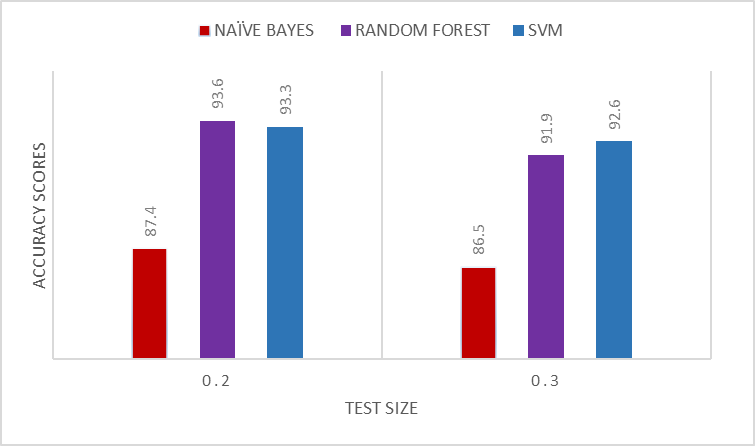 NAÏVE BAYES RANDOM FOREST SVM
ACCURACY SCORES
87.4 93.6 93.3 86.5 91.9 92.6
0.2 0.3
TEST SIZE